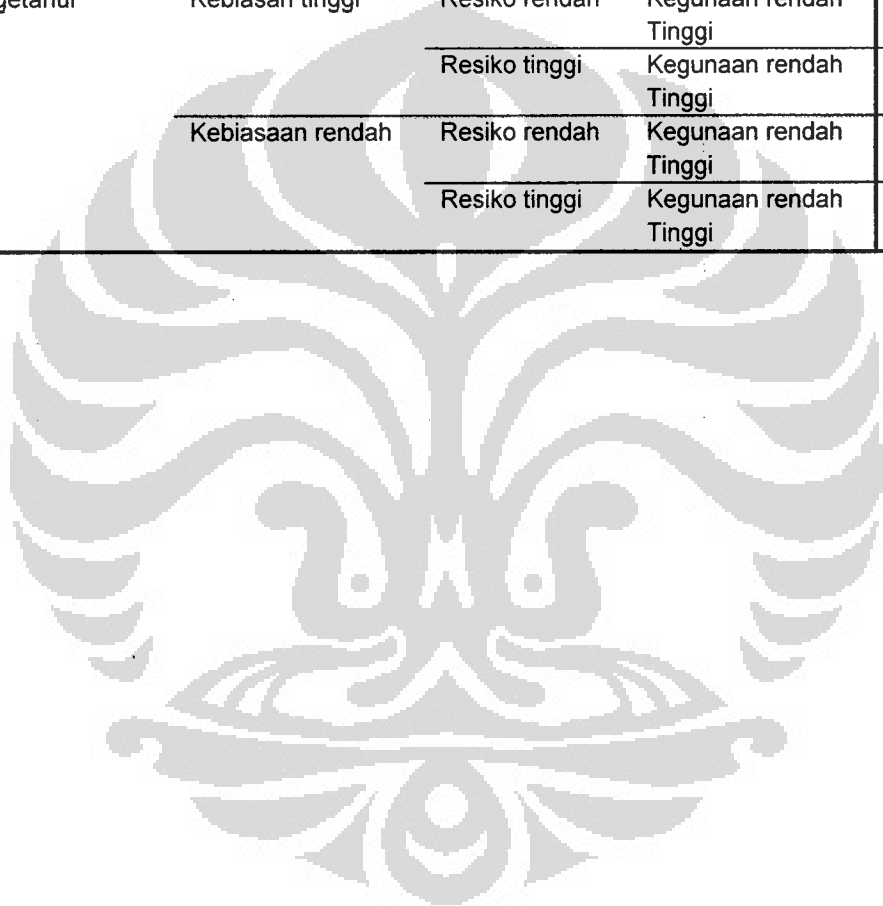 Kebiasan tinggi Resiko rendah Kegunaan rendah
Tinggi
Resiko tinggi Kegunaan rendah
Tinggi
Kebiasaan rendah Resiko rendah Kegunaan rendah
Tinggi
Resiko tinggi Kegunaan rendah
Tinggi